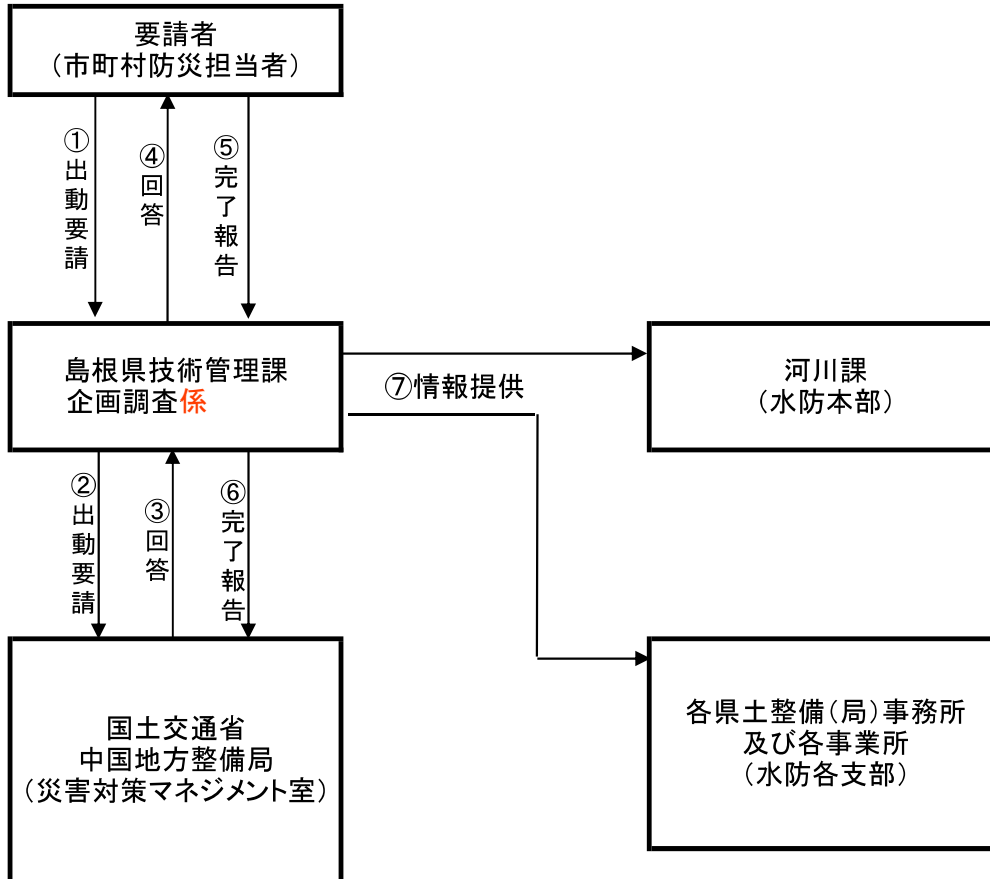 要請者
（市町村防災担当者）
①出動要請
④回答
⑤完了報告
島根県技術管理課
企画調査係
⑦情報提供
河川課
（水防本部）
②出動要請
③回答
⑥完了報告
国土交通省
中国地方整備局
（災害対策マネジメント室）
各県土整備（局）事務所
及び各事業所
（水防各支部）